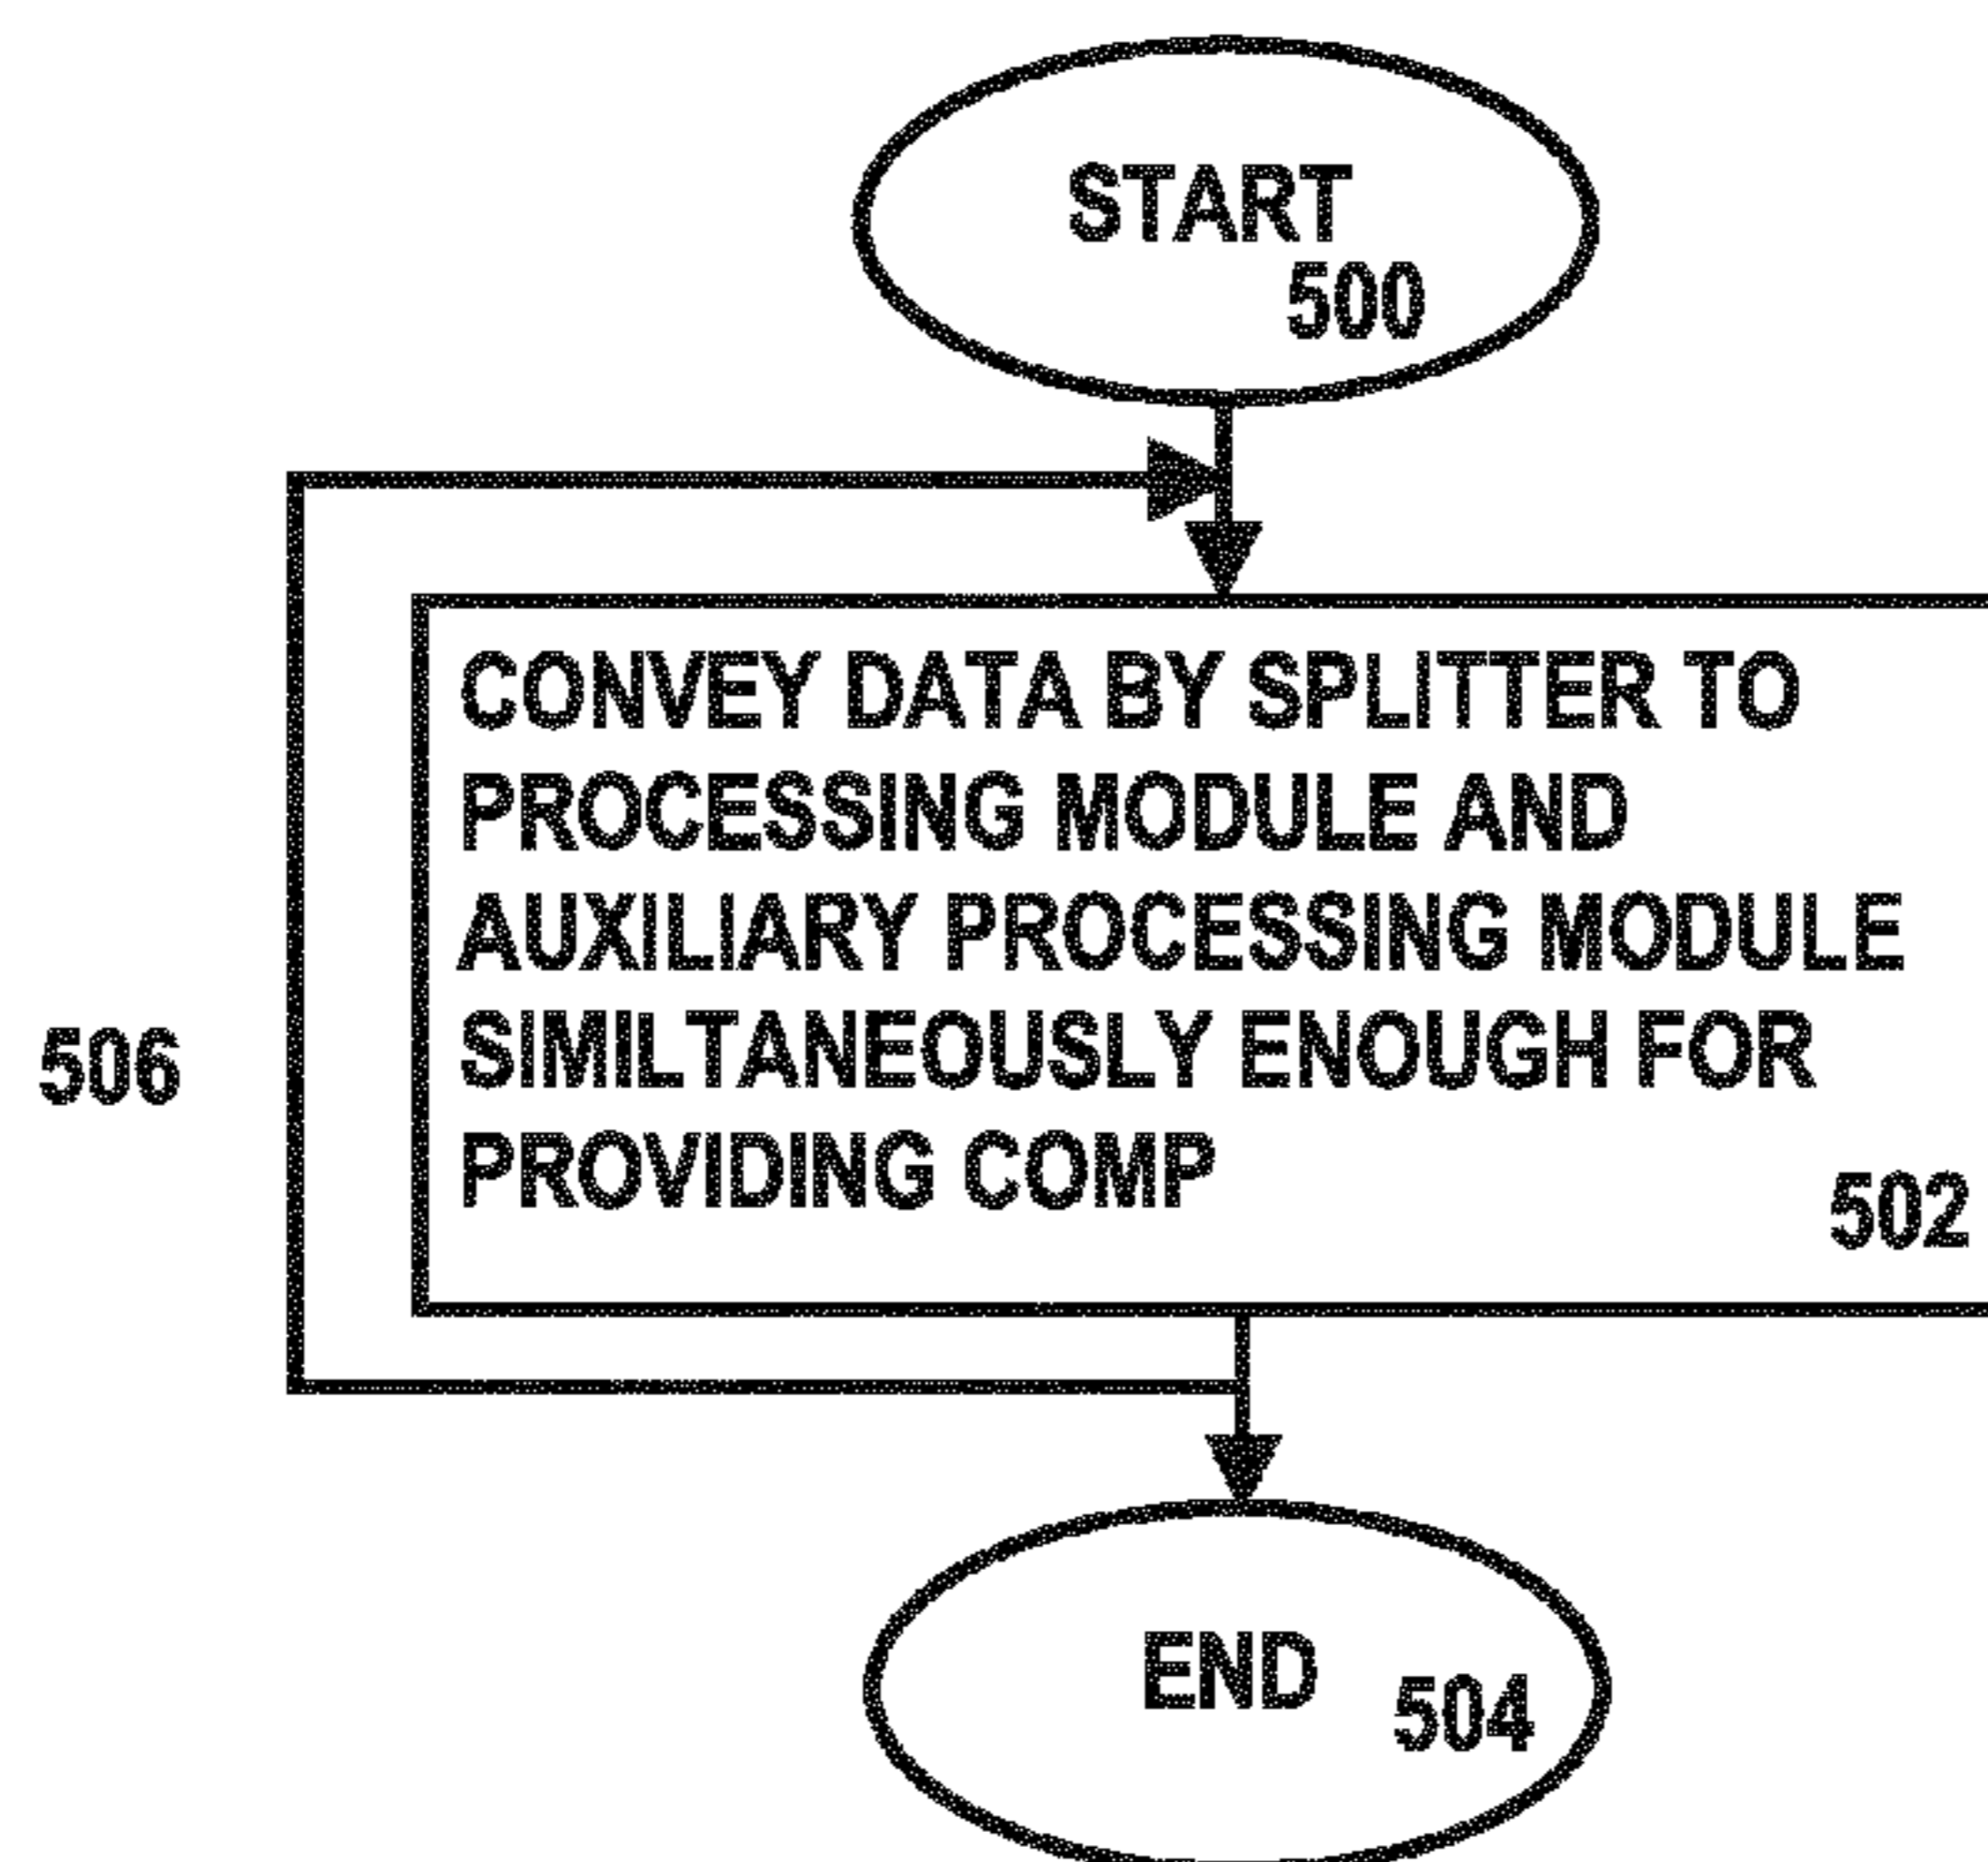 START
500
CONVEY DATA BY SPLITTER TO
PROCESSING MODULE AND
AUXILIARY PROCESSING MODULE
SIMILTANEOUSLY ENOUGH FOR
PROVIDING COMP
502
506
END
504